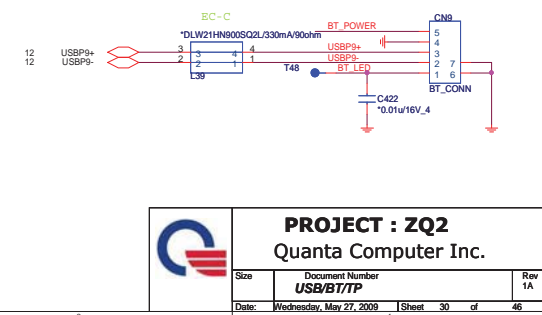 EC-C
*DLW21HN900SQ2L/330mA/90ohm
BT_POWER
CN9
12 USBP9+ 3 3 4 4 USBP9+ 5
12 USBP9- 2 2 1 1 USBP9- 4
L39
T48 BT_LED
3
2 7
1 6
BT_CONN
C422
*0.01u/16V_4
PROJECT : ZQ2
Quanta Computer Inc.
Size Document Number Rev
USB/BT/TP 1A
Date: Wednesday, May 27, 2009 Sheet 30 of 46